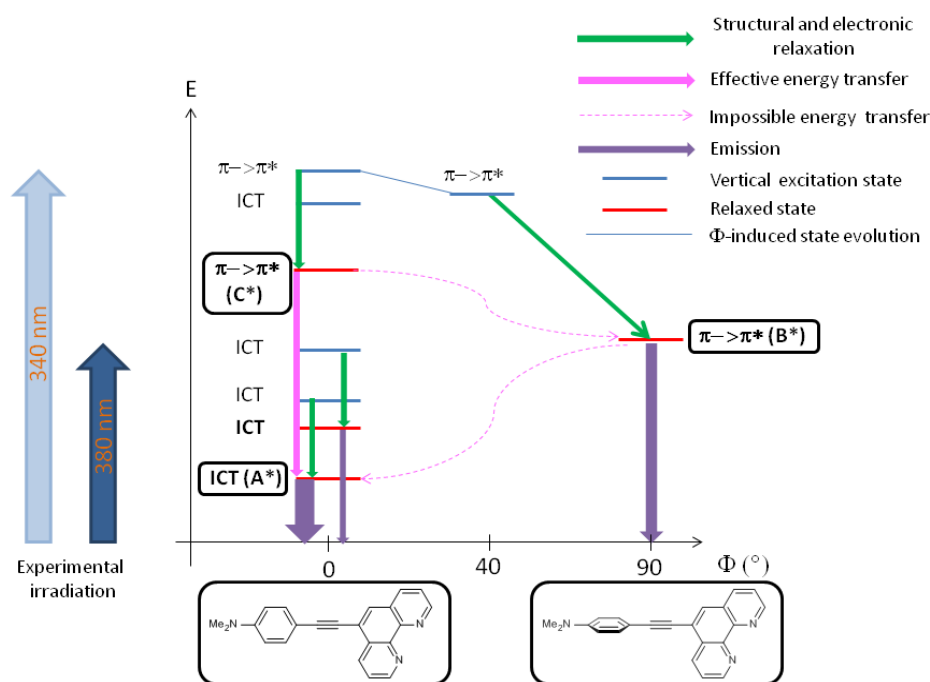 Structural and electronic
relaxation
Effective energy transfer
Impossible energy transfer
Emission
Vertical excitation state
Relaxed state
Φ-induced state evolution
E
π−>π*
π−>π*
ICT
π−>π*
(C*)
π−>π* (B*)
ICT
ICT
ICT
ICT (A*)
340 nm
380 nm
Experimental
irradiation
0
40
90
Φ (°)
Me₂N
N
N
Me₂N
N
N